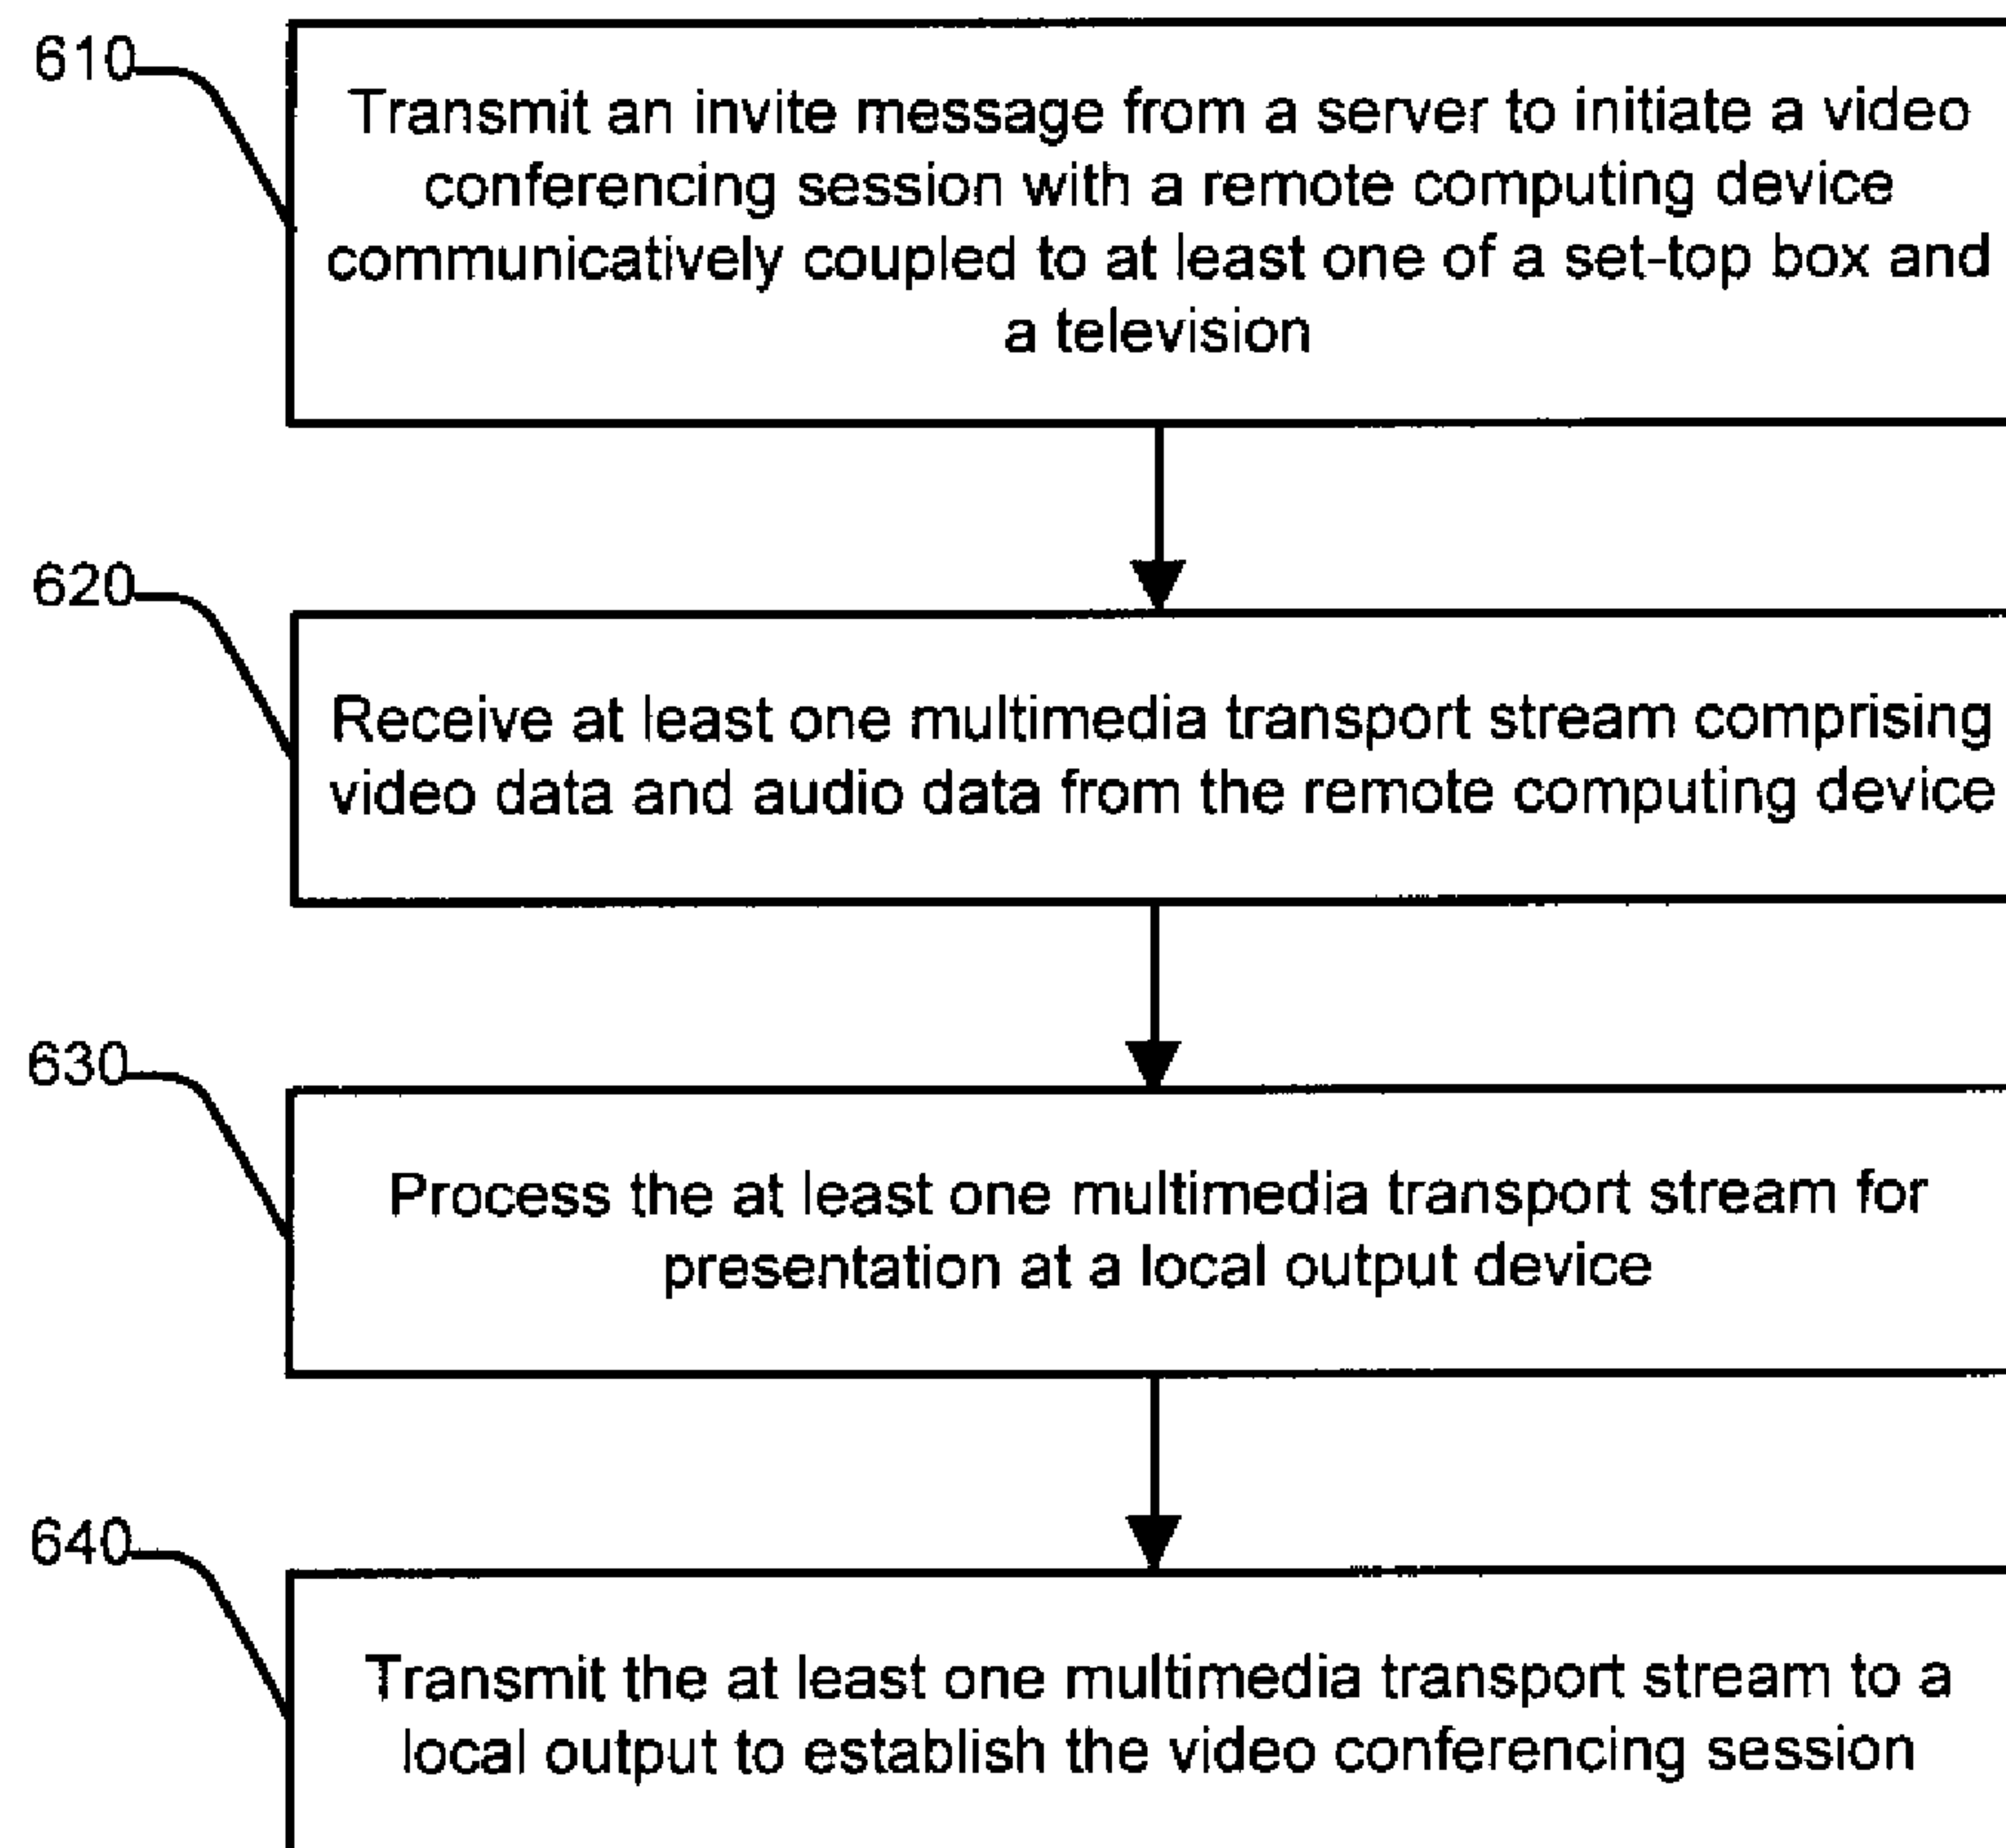 610
Transmit an invite message from a server to initiate a video
conferencing session with a remote computing device
communicatively coupled to at least one of a set-top box and
a television
620
Receive at least one multimedia transport stream comprising
video data and audio data from the remote computing device
630
Process the at least one multimedia transport stream for
presentation at a local output device
640
Transmit the at least one multimedia transport stream to a
local output to establish the video conferencing session